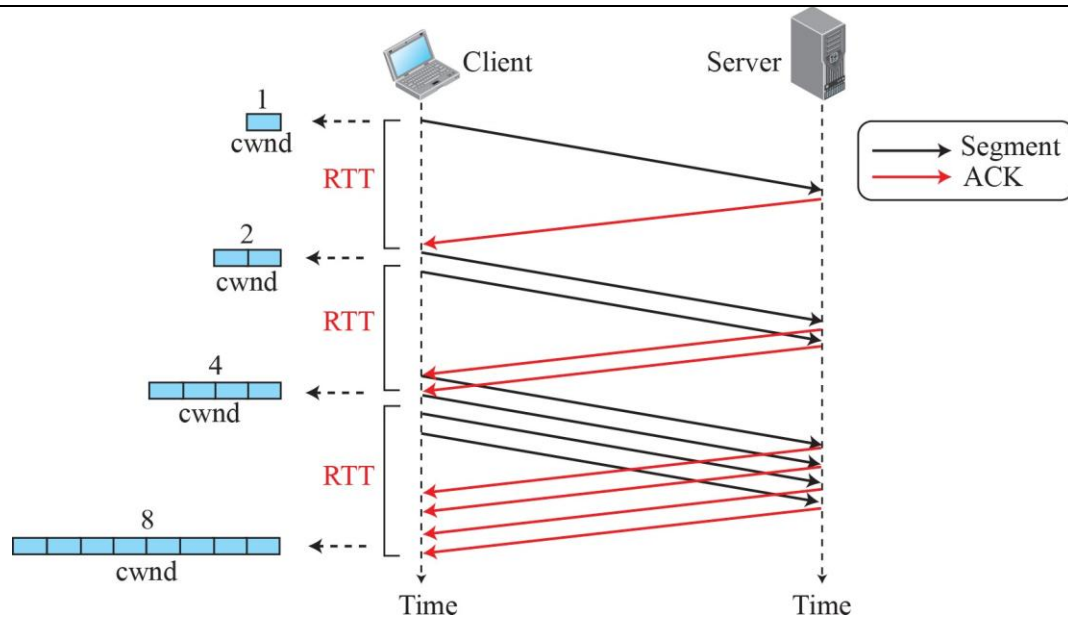 Client
Server
1
cwnd
RTT
Segment
ACK
2
cwnd
RTT
4
cwnd
RTT
8
cwnd
Time
Time